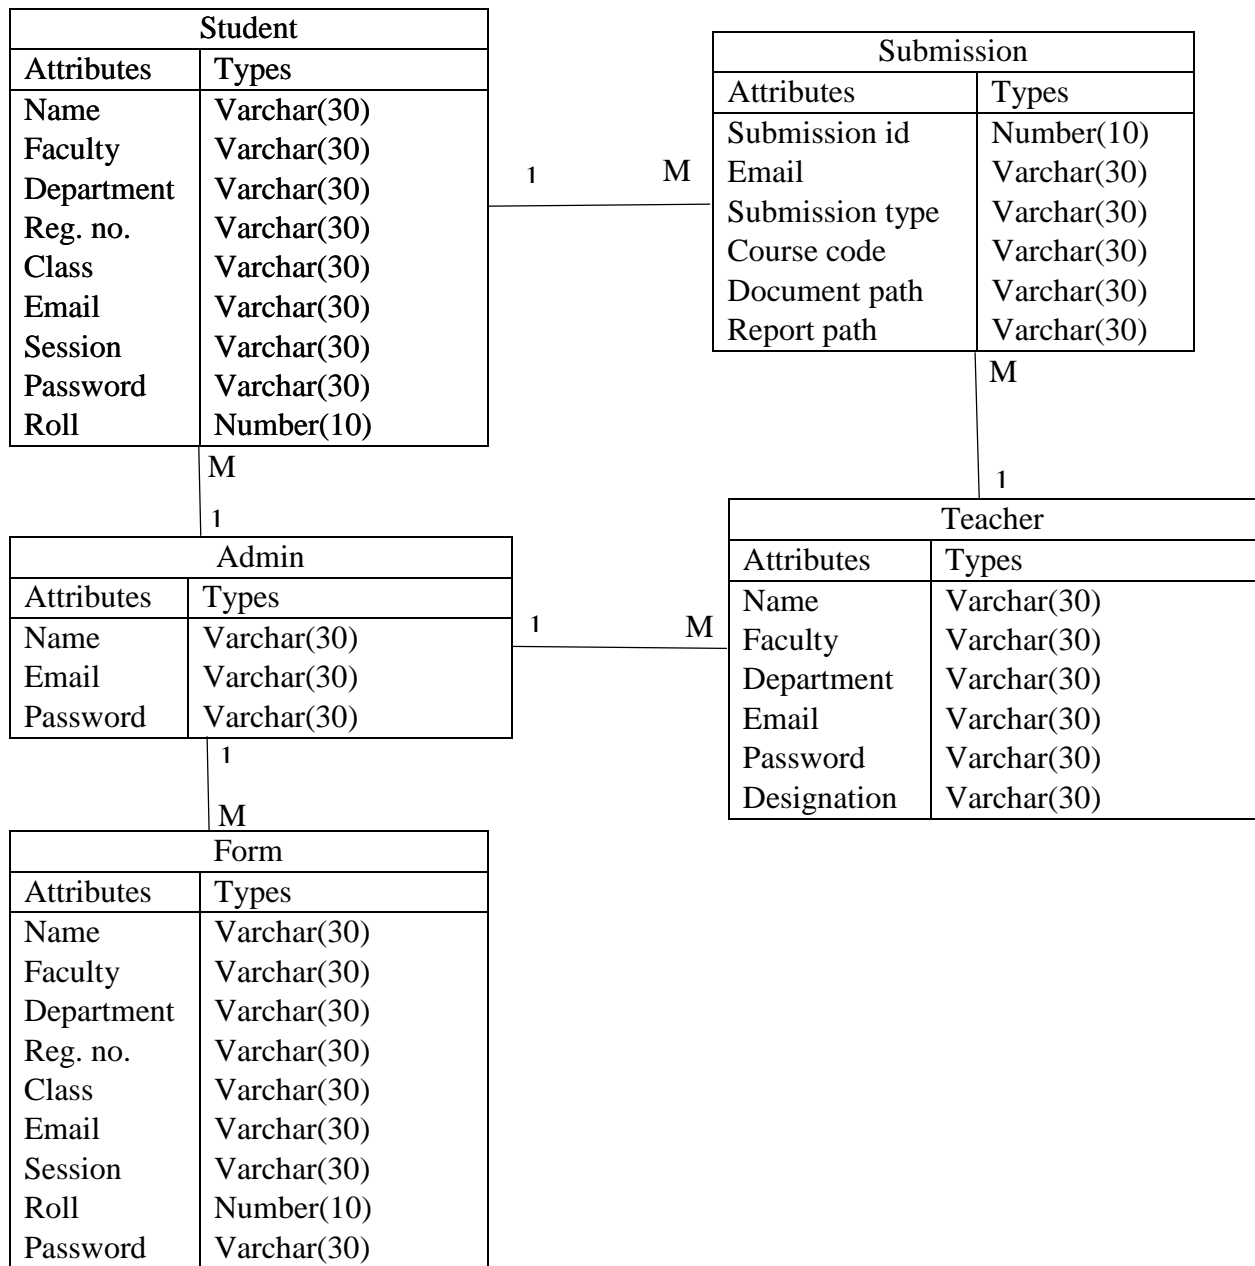 Student
Attributes Types
Name Varchar(30)
Faculty Varchar(30)
Department Varchar(30)
Reg. no. Varchar(30)
Class Varchar(30)
Email Varchar(30)
Session Varchar(30)
Password Varchar(30)
Roll Number(10)
1 M
Submission
Attributes Types
Submission id Number(10)
Email Varchar(30)
Submission type Varchar(30)
Course code Varchar(30)
Document path Varchar(30)
Report path Varchar(30)
M
1
M
1
Admin
Attributes Types
Name Varchar(30)
Email Varchar(30)
Password Varchar(30)
1 M
Teacher
Attributes Types
Name Varchar(30)
Faculty Varchar(30)
Department Varchar(30)
Email Varchar(30)
Password Varchar(30)
Designation Varchar(30)
1
M
Form
Attributes Types
Name Varchar(30)
Faculty Varchar(30)
Department Varchar(30)
Reg. no. Varchar(30)
Class Varchar(30)
Email Varchar(30)
Session Varchar(30)
Roll Number(10)
Password Varchar(30)